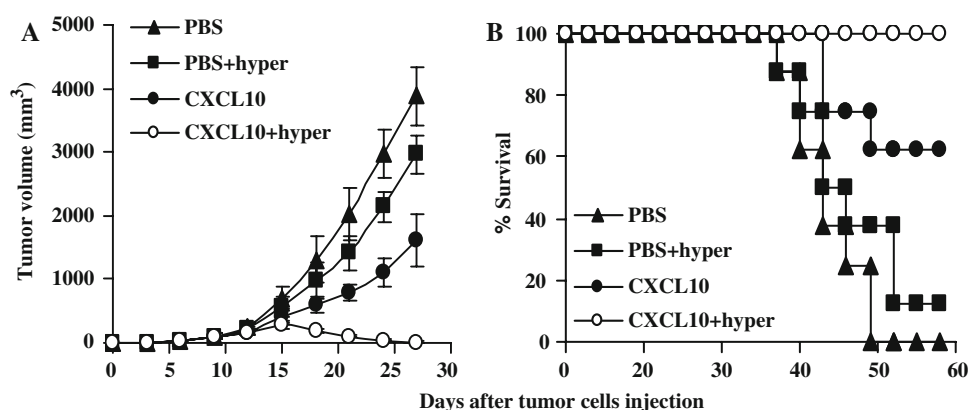 A
Tumor volume (mm³)
5000
4000
3000
2000
1000
0
PBS
PBS+hyper
CXCL10
CXCL10+hyper
0 5 10 15 20 25 30
B
% Survival
100
80
60
40
20
0
PBS
PBS+hyper
CXCL10
CXCL10+hyper
0 10 20 30 40 50 60
Days after tumor cells injection